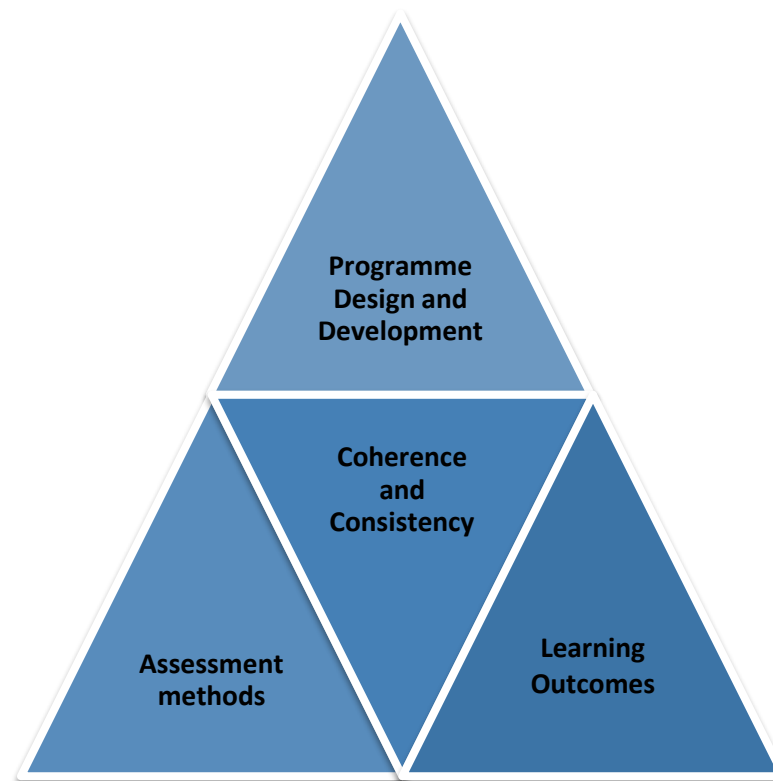 Programme
Design and
Development
Coherence
and
Consistency
Assessment
methods
Learning
Outcomes